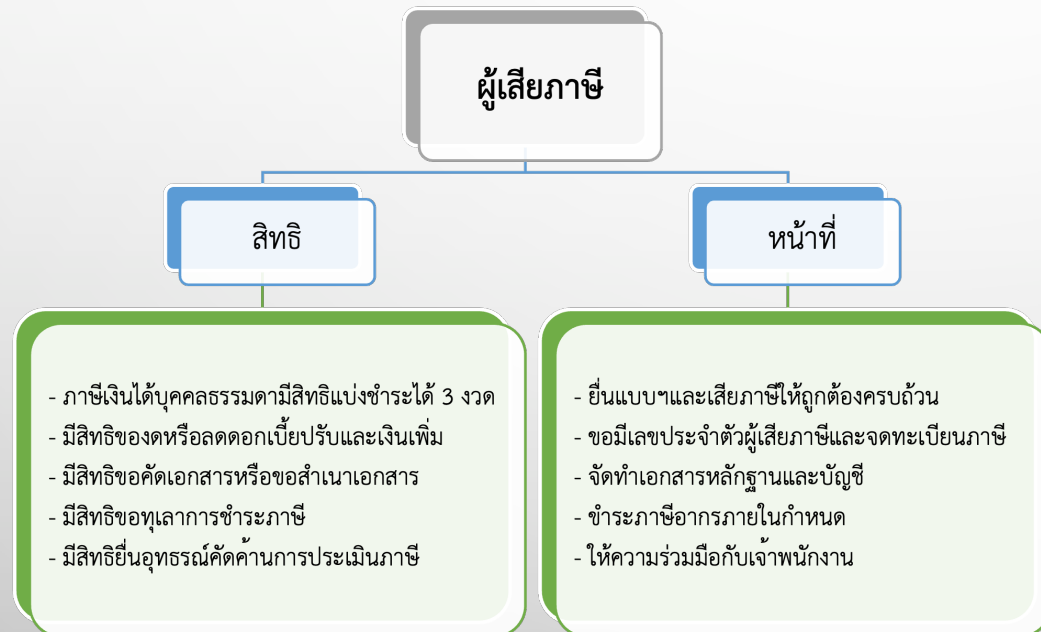 ผู้เสียภาษี
สิทธิ
หน้าที่
- ภาษีเงินได้บุคคลธรรมดามีสิทธิแบ่งชำระได้ 3 งวด
- มีสิทธิของดหรือลดดอกเบี้ยปรับและเงินเพิ่ม
- มีสิทธิขอคัดเอกสารหรือขอสำเนาเอกสาร
- มีสิทธิขอทุเลาการชำระภาษี
- มีสิทธิยื่นอุทธรณ์คัดค้านการประเมินภาษี
- ยื่นแบบฯและเสียภาษีให้ถูกต้องครบถ้วน
- ขอมีเลขประจำตัวผู้เสียภาษีและจดทะเบียนภาษี
- จัดทำเอกสารหลักฐานและบัญชี
- ขำระภาษีอากรภายในกำหนด
- ให้ความร่วมมือกับเจ้าพนักงาน